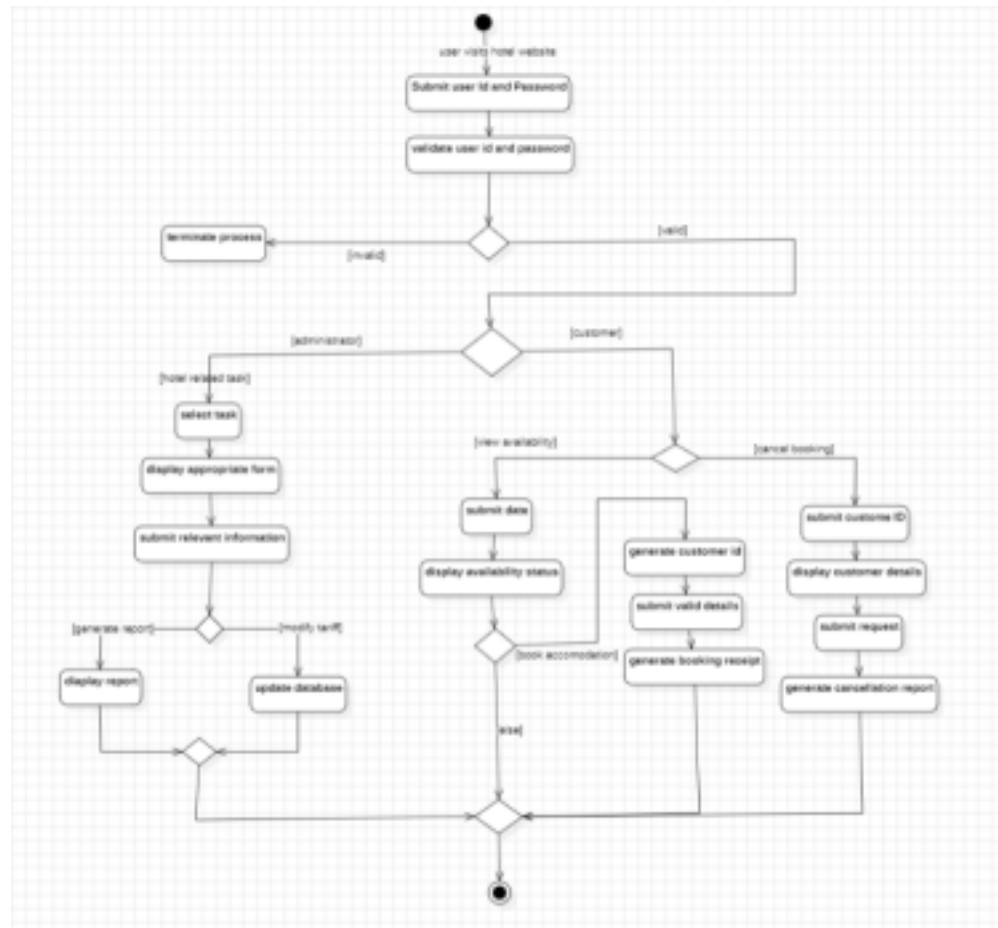 user visits hotel website
Submit user Id and Password
validate user id and password
[valid]
terminate process
[invalid]
[customer]
[administrator]
[hotel related task]
select task
[view availability]
[cancel booking]
display appropriate form
submit date
submit custome ID
submit relevant information
generate customer id
display availability status
display customer details
submit valid details
[generate report]
[modify tariff]
submit request
[book accomodation]
generate booking receipt
display report
update database
generate cancellation report
else]